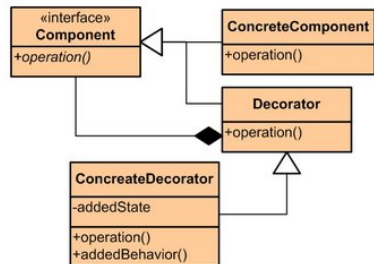 «interface»
Component
+operation()
ConcreteComponent
+operation()
Decorator
+operation()
ConcreateDecorator
-addedState
+operation()
+addedBehavior()